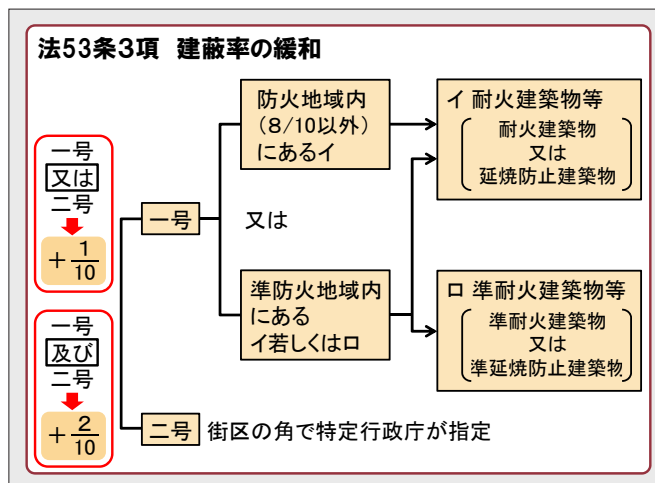 法53条3項 建蔽率の緩和
一号
又は
二号
+1/10
一号
及び
二号
+2/10
一号
防火地域内
(8/10以外)
にあるイ
又は
準防火地域内
にある
イ若しくはロ
イ 耐火建築物等
耐火建築物
又は
延焼防止建築物
ロ 準耐火建築物等
準耐火建築物
又は
準延焼防止建築物
二号 街区の角で特定行政庁が指定